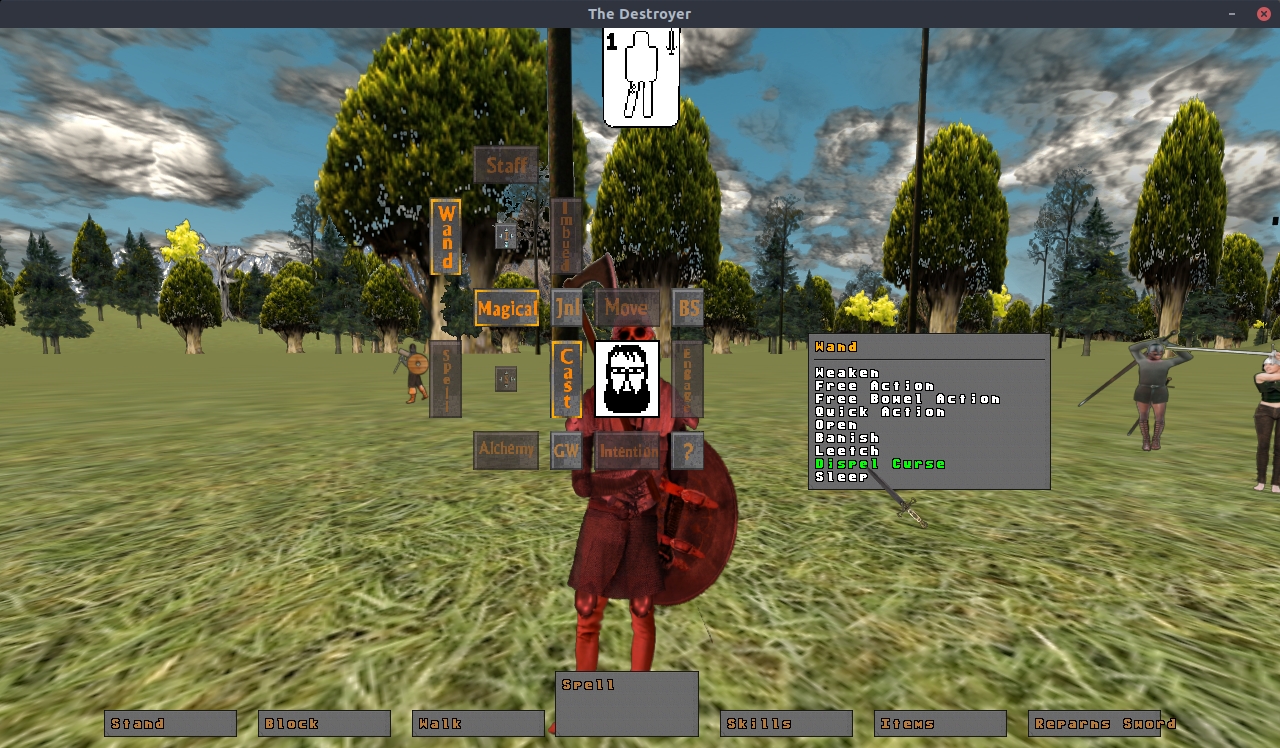 The Destroyer
1
Staff
Wand
Imbue
Magical
Jnl
Move
BS
Spell
Cast
Engage
Alchemy
GW
Intention
?
Wand
Weaken
Free Action
Free Bowel Action
Quick Action
Open
Banish
Leetch
Dispel Curse
Sleep
Spell
Stand
Block
Walk
Skills
Items
Reparns Sword